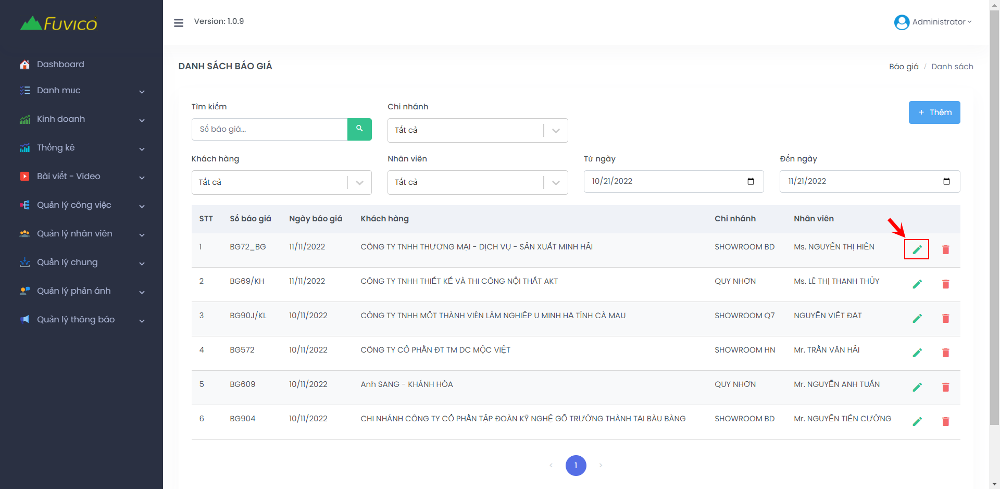 FUVICO
Version: 1.0.9
Administrator
Dashboard
Danh mục
Kinh doanh
Thống kê
Bài viết - Video
Quản lý công việc
Quản lý nhân viên
Quản lý chung
Quản lý phản ánh
Quản lý thông báo
DANH SÁCH BÁO GIÁ
Báo giá / Danh sách
Tìm kiếm
Chi nhánh
Số báo giá...
Tất cả
+ Thêm
Khách hàng
Nhân viên
Từ ngày
Đến ngày
Tất cả
Tất cả
10/21/2022
11/21/2022
STT Số báo giá Ngày báo giá Khách hàng Chi nhánh Nhân viên
1 BG72_BG 11/11/2022 CÔNG TY TNHH THƯƠNG MẠI - DỊCH VỤ - SẢN XUẤT MINH HẢI SHOWROOM BD Ms. NGUYỄN THỊ HIỀN
2 BG69/KH 11/11/2022 CÔNG TY TNHH THIẾT KẾ VÀ THI CÔNG NỘI THẤT AKT QUY NHƠN Ms. LÊ THỊ THANH THỦY
3 BG90J/KL 10/11/2022 CÔNG TY TNHH MỘT THÀNH VIÊN LÂM NGHIỆP U MINH HẠ TỈNH CÀ MAU SHOWROOM Q7 NGUYỄN VIẾT ĐẠT
4 BG572 10/11/2022 CÔNG TY CỔ PHẦN ĐT TM DC MỘC VIỆT SHOWROOM HN Mr. TRẦN VĂN HẢI
5 BG609 10/11/2022 Anh SANG - KHÁNH HÒA QUY NHƠN Mr. NGUYỄN ANH TUẤN
6 BG904 10/11/2022 CHI NHÁNH CÔNG TY CỔ PHẦN TẬP ĐOÀN KỸ NGHỆ GỖ TRƯỜNG THÀNH TẠI BÀU BÀNG SHOWROOM BD Mr. NGUYỄN TIẾN CƯỜNG
< 1 >